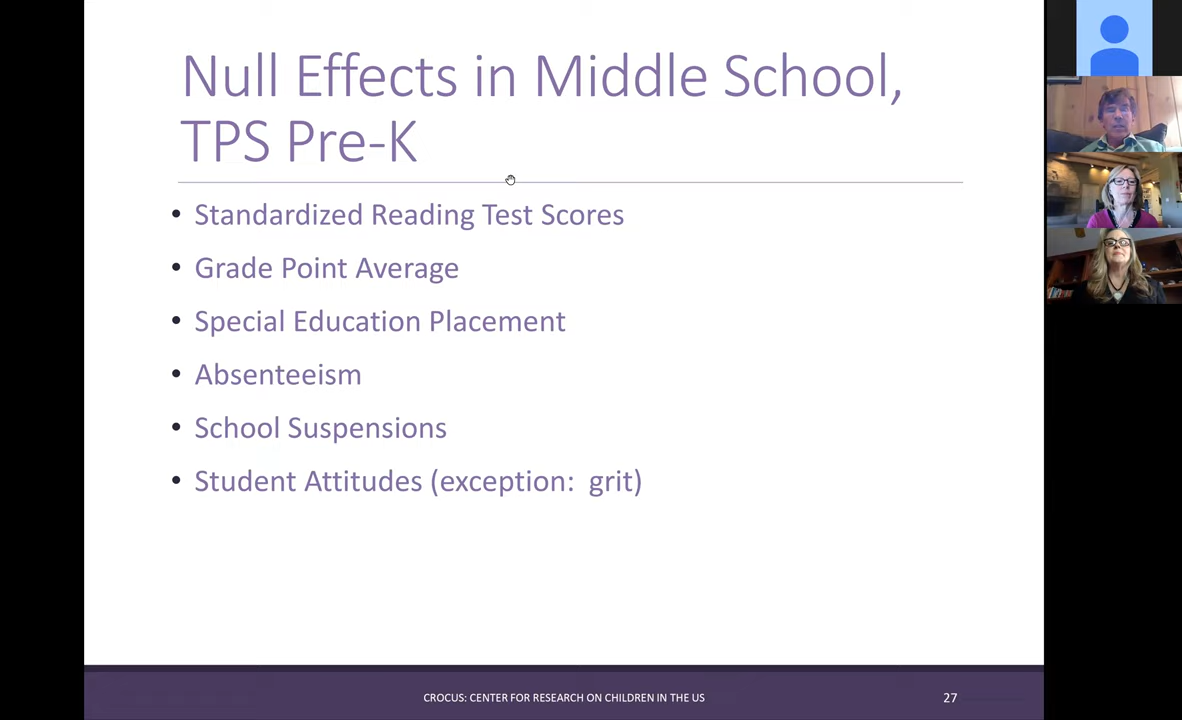 Null Effects in Middle School,
TPS Pre-K
• Standardized Reading Test Scores
• Grade Point Average
• Special Education Placement
• Absenteeism
• School Suspensions
• Student Attitudes (exception:  grit)
CROCUS: CENTER FOR RESEARCH ON CHILDREN IN THE US
27